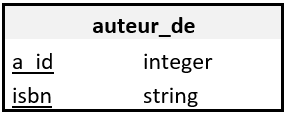 auteur_de
a_id integer
isbn string